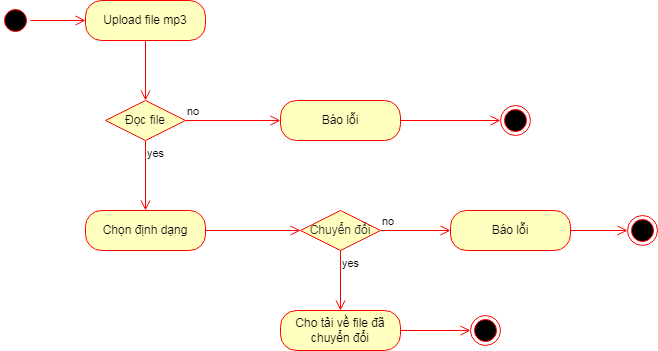 Upload file mp3
Đọc file
no
Báo lỗi
yes
Chọn định dạng
Chuyển đổi
no
Báo lỗi
yes
Cho tải về file đã
chuyển đổi